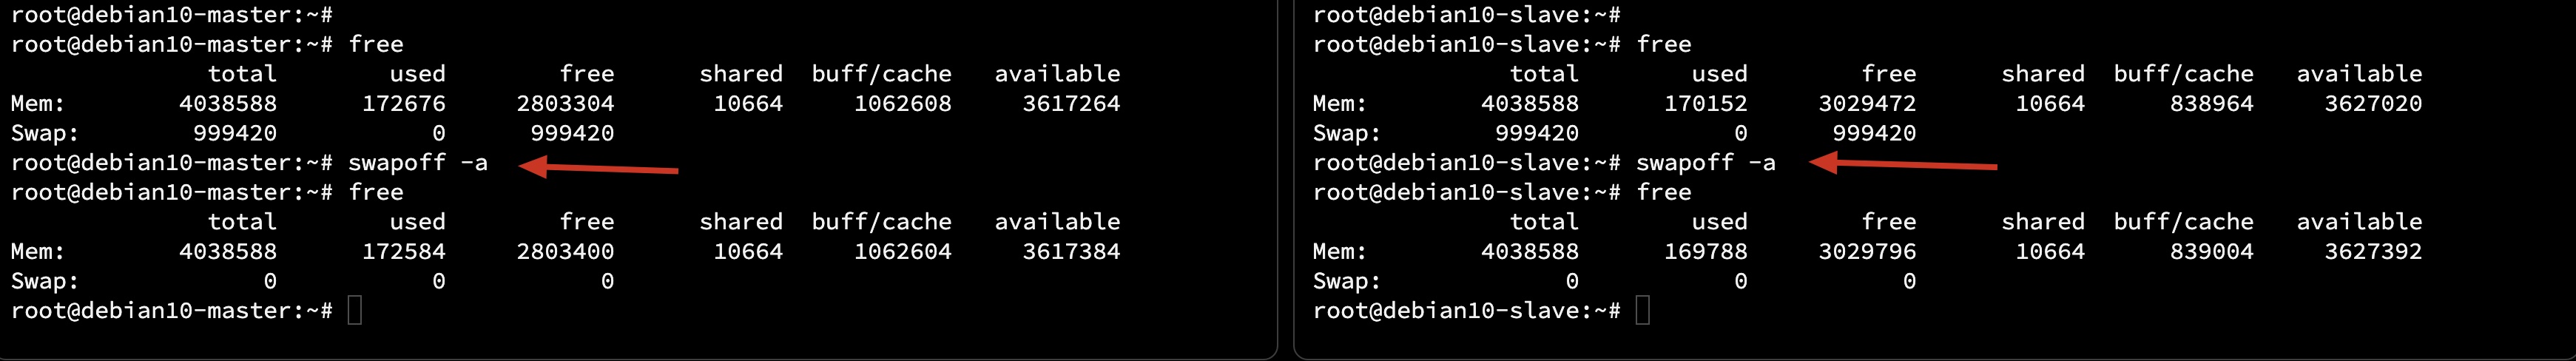 root@debian10-master:~#
root@debian10-master:~# free
total used free shared buff/cache available
Mem: 4038588 172676 2803304 10664 1062608 3617264
Swap: 999420 0 999420
root@debian10-master:~# swapoff -a
root@debian10-master:~# free
total used free shared buff/cache available
Mem: 4038588 172584 2803400 10664 1062604 3617384
Swap: 0 0 0
root@debian10-master:~#
root@debian10-slave:~#
root@debian10-slave:~# free
total used free shared buff/cache available
Mem: 4038588 170152 3029472 10664 838964 3627020
Swap: 999420 0 999420
root@debian10-slave:~# swapoff -a
root@debian10-slave:~# free
total used free shared buff/cache available
Mem: 4038588 169788 3029796 10664 839004 3627392
Swap: 0 0 0
root@debian10-slave:~#